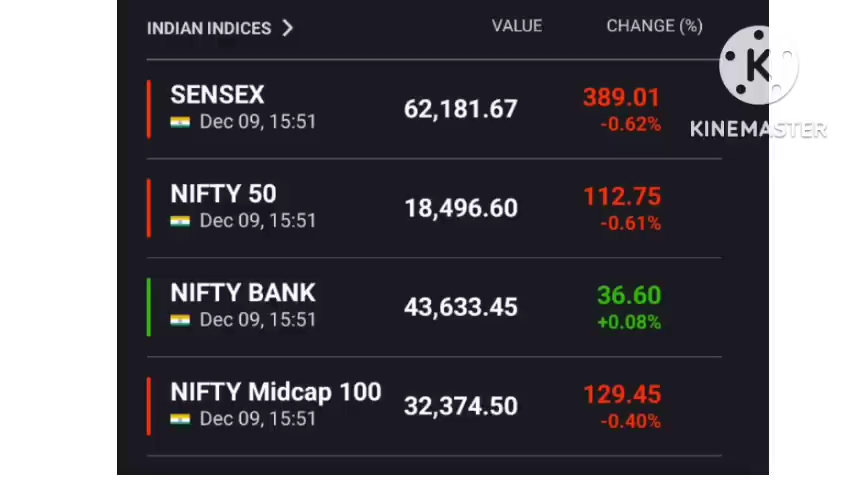 INDIAN INDICES VALUE CHANGE (%)
K
KINEMASTER
SENSEX 62,181.67 389.01
Dec 09, 15:51 -0.62%
NIFTY 50 18,496.60 112.75
Dec 09, 15:51 -0.61%
NIFTY BANK 43,633.45 36.60
Dec 09, 15:51 +0.08%
NIFTY Midcap 100 32,374.50 129.45
Dec 09, 15:51 -0.40%